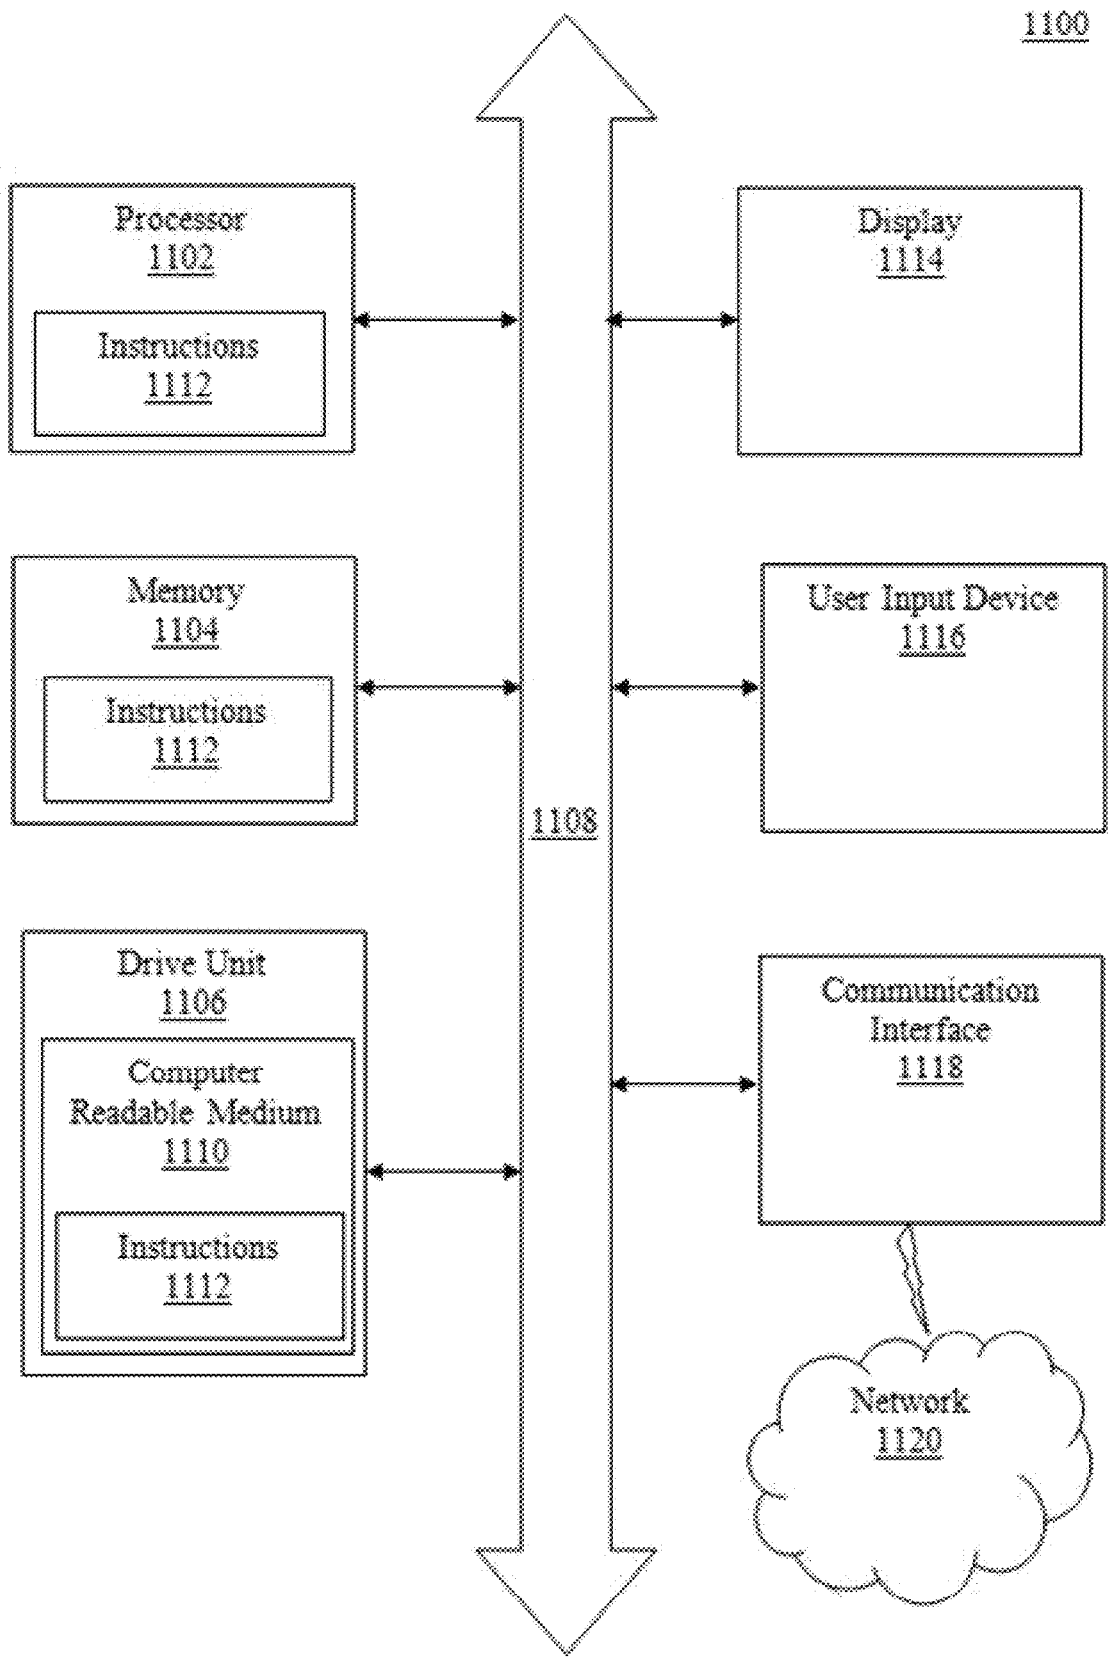 1100
Processor
1102
Instructions
1112
Display
1114
Memory
1104
Instructions
1112
User Input Device
1116
1108
Drive Unit
1106
Computer
Readable Medium
1110
Instructions
1112
Communication
Interface
1118
Network
1120